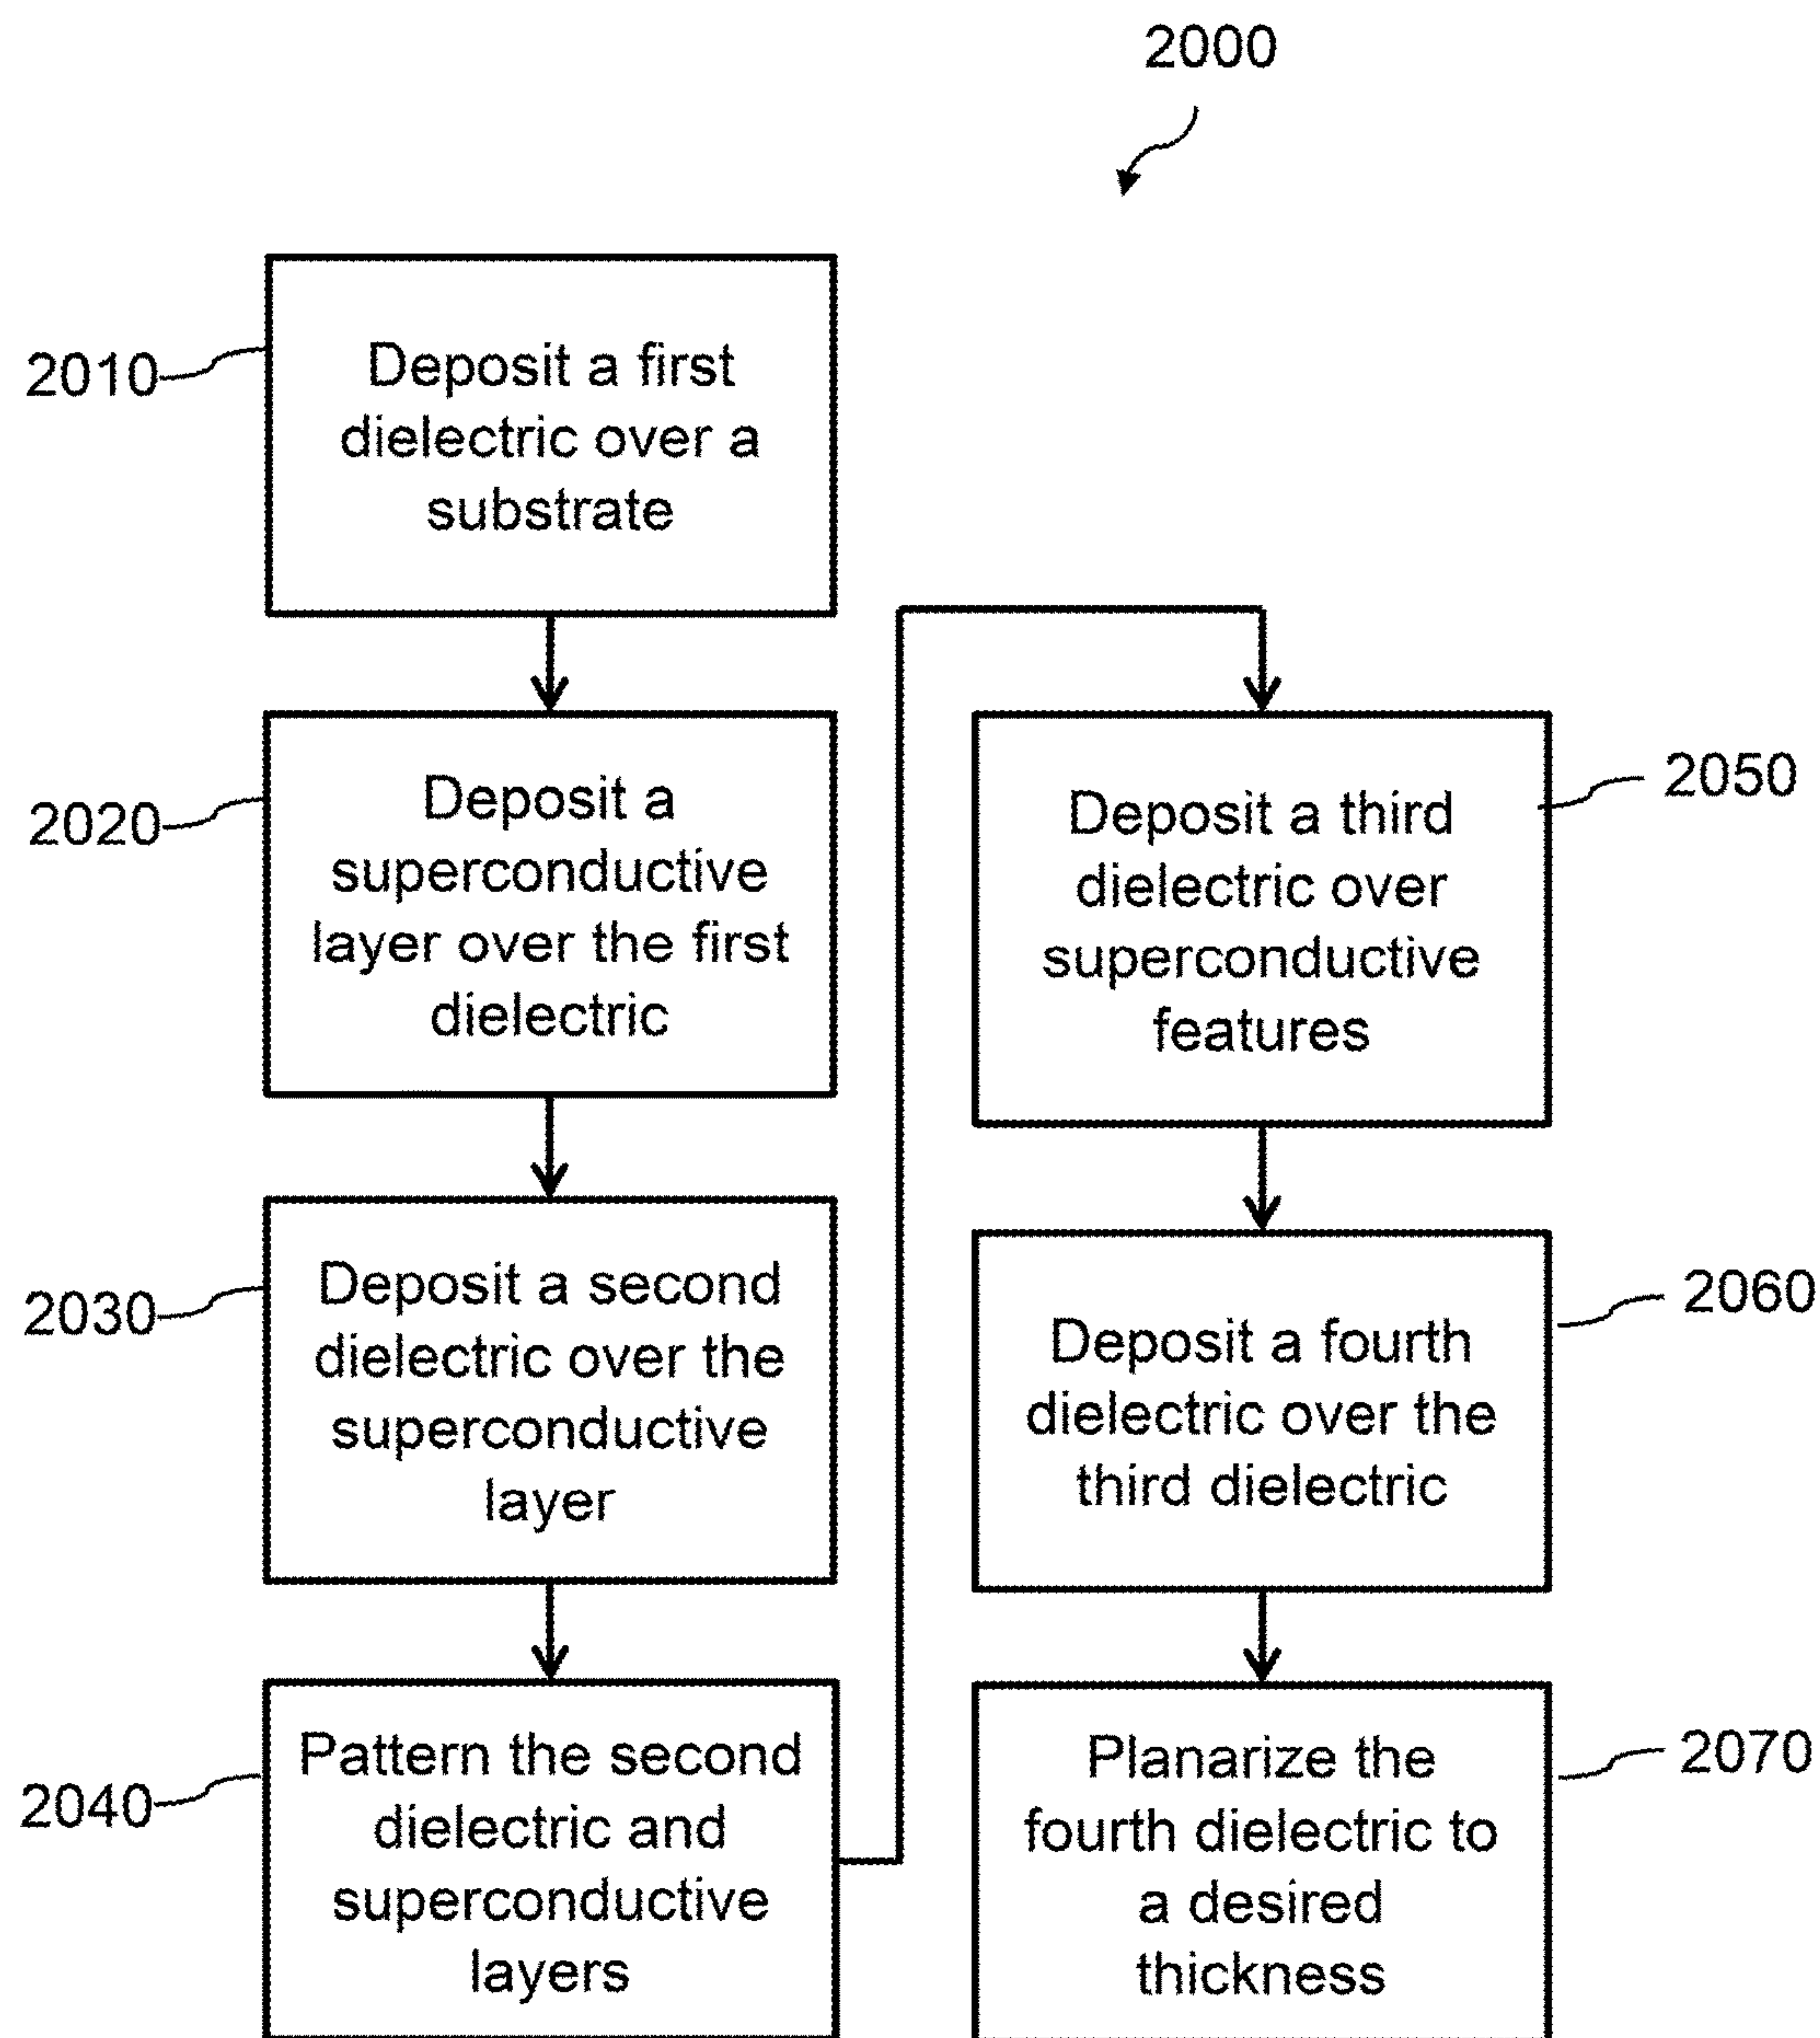 2000
2010
Deposit a first
dielectric over a
substrate
2020
Deposit a
superconductive
layer over the first
dielectric
2030
Deposit a second
dielectric over the
superconductive
layer
2040
Pattern the second
dielectric and
superconductive
layers
2050
Deposit a third
dielectric over
superconductive
features
2060
Deposit a fourth
dielectric over the
third dielectric
2070
Planarize the
fourth dielectric to
a desired
thickness